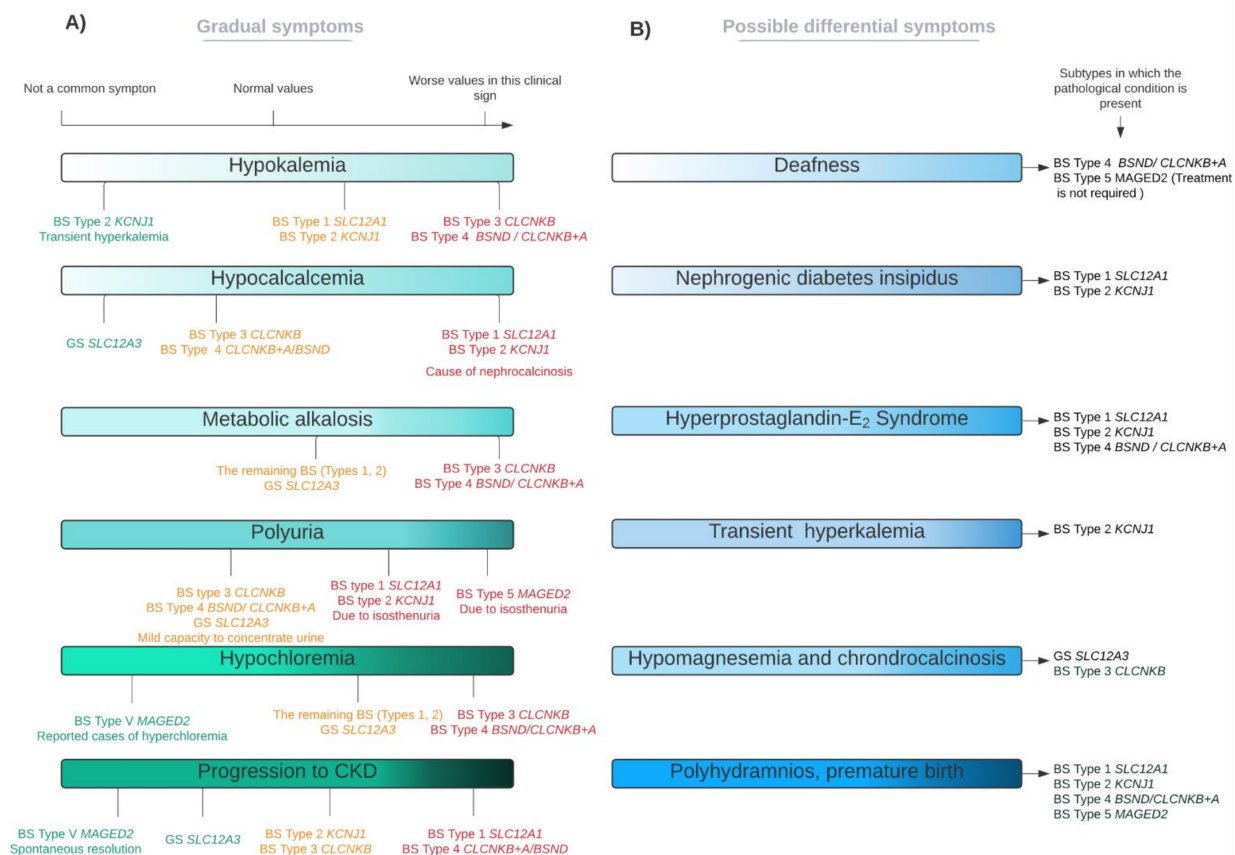 A)
Gradual symptoms
Not a common sympton
Normal values
Worse values in this clinical
sign
Hypokalemia
BS Type 2 KCNJ1
Transient hyperkalemia
BS Type 1 SLC12A1
BS Type 2 KCNJ1
BS Type 3 CLCNKB
BS Type 4 BSND / CLCNKB+A
Hypocalcalcemia
GS SLC12A3
BS Type 3 CLCNKB
BS Type 4 CLCNKB+A/BSND
BS Type 1 SLC12A1
BS Type 2 KCNJ1
Cause of nephrocalcinosis
Metabolic alkalosis
The remaining BS (Types 1, 2)
GS SLC12A3
BS Type 3 CLCNKB
BS Type 4 BSND/ CLCNKB+A
Polyuria
BS type 3 CLCNKB
BS Type 4 BSND/ CLCNKB+A
GS SLC12A3
Mild capacity to concentrate urine
BS type 1 SLC12A1
BS type 2 KCNJ1
Due to isosthenuria
BS Type 5 MAGED2
Due to isosthenuria
Hypochloremia
BS Type V MAGED2
Reported cases of hyperchloremia
The remaining BS (Types 1, 2)
GS SLC12A3
BS Type 3 CLCNKB
BS Type 4 BSND/CLCNKB+A
Progression to CKD
BS Type V MAGED2
Spontaneous resolution
GS SLC12A3
BS Type 2 KCNJ1
BS Type 3 CLCNKB
BS Type 1 SLC12A1
BS Type 4 CLCNKB+A/BSND
B)
Possible differential symptoms
Subtypes in which the
pathological condition is
present
Deafness
BS Type 4 BSND/ CLCNKB+A
BS Type 5 MAGED2 (Treatment
is not required )
Nephrogenic diabetes insipidus
BS Type 1 SLC12A1
BS Type 2 KCNJ1
Hyperprostaglandin-E₂ Syndrome
BS Type 1 SLC12A1
BS Type 2 KCNJ1
BS Type 4 BSND / CLCNKB+A
Transient hyperkalemia
BS Type 2 KCNJ1
Hypomagnesemia and chrondrocalcinosis
GS SLC12A3
BS Type 3 CLCNKB
Polyhydramnios, premature birth
BS Type 1 SLC12A1
BS Type 2 KCNJ1
BS Type 4 BSND/CLCNKB+A
BS Type 5 MAGED2